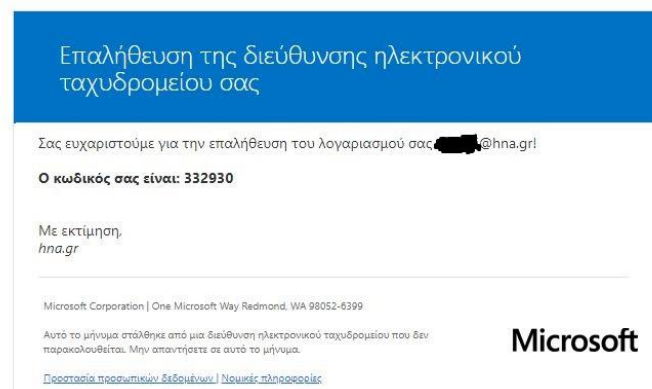 Επαλήθευση της διεύθυνσης ηλεκτρονικού
ταχυδρομείου σας
Σας ευχαριστούμε για την επαλήθευση του λογαριασμού σας @hna.gr!
Ο κωδικός σας είναι: 332930
Με εκτίμηση,
hna.gr
Microsoft Corporation | One Microsoft Way Redmond, WA 98052-6399
Αυτό το μήνυμα στάλθηκε από μια διεύθυνση ηλεκτρονικού ταχυδρομείου που δεν
παρακολουθείται. Μην απαντήσετε σε αυτό το μήνυμα.
Microsoft
Προστασία προσωπικών δεδομένων | Νομικές πληροφορίες